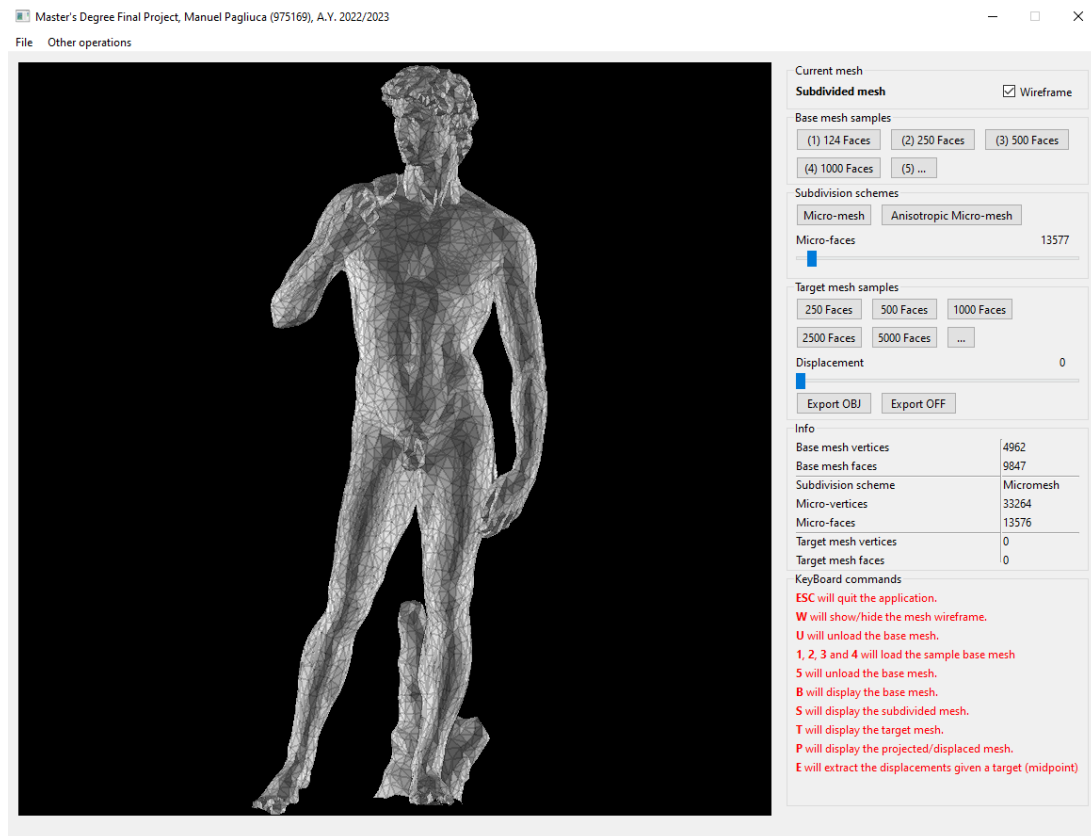 Master's Degree Final Project, Manuel Pagliuca (975169), A.Y. 2022/2023
File Other operations
Current mesh
Subdivided mesh Wireframe
Base mesh samples
(1) 124 Faces (2) 250 Faces (3) 500 Faces
(4) 1000 Faces (5) ...
Subdivision schemes
Micro-mesh Anisotropic Micro-mesh
Micro-faces 13577
Target mesh samples
250 Faces 500 Faces 1000 Faces
2500 Faces 5000 Faces ...
Displacement 0
Export OBJ Export OFF
Info
Base mesh vertices 4962
Base mesh faces 9847
Subdivision scheme Micromesh
Micro-vertices 33264
Micro-faces 13576
Target mesh vertices 0
Target mesh faces 0
KeyBoard commands
ESC will quit the application.
W will show/hide the mesh wireframe.
U will unload the base mesh.
1, 2, 3 and 4 will load the sample base mesh
5 will unload the base mesh.
B will display the base mesh.
S will display the subdivided mesh.
T will display the target mesh.
P will display the projected/displaced mesh.
E will extract the displacements given a target (midpoint)